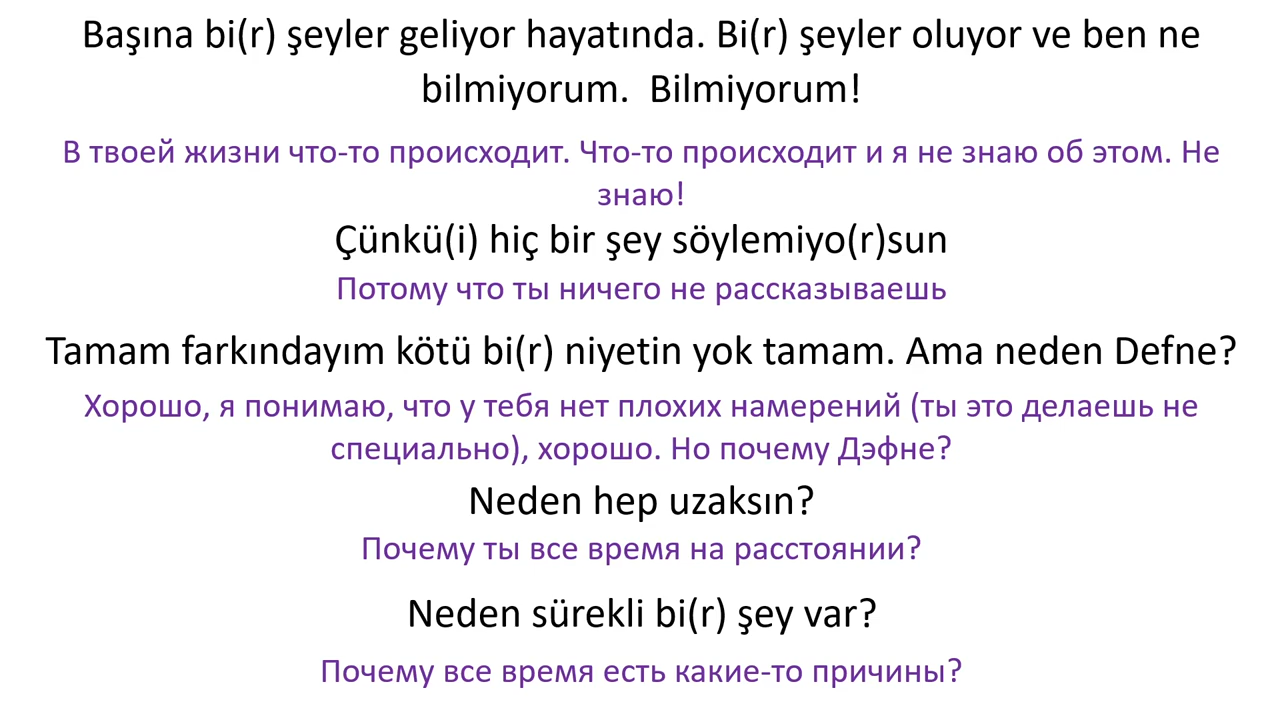 Başına bi(r) şeyler geliyor hayatında. Bi(r) şeyler oluyor ve ben ne
bilmiyorum.  Bilmiyorum!
В твоей жизни что-то происходит. Что-то происходит и я не знаю об этом. Не
знаю!
Çünkü(i) hiç bir şey söylemiyo(r)sun
Потому что ты ничего не рассказываешь
Tamam farkındayım kötü bi(r) niyetin yok tamam. Ama neden Defne?
Хорошо, я понимаю, что у тебя нет плохих намерений (ты это делаешь не
специально), хорошо. Но почему Дэфне?
Neden hep uzaksın?
Почему ты все время на расстоянии?
Neden sürekli bi(r) şey var?
Почему все время есть какие-то причины?